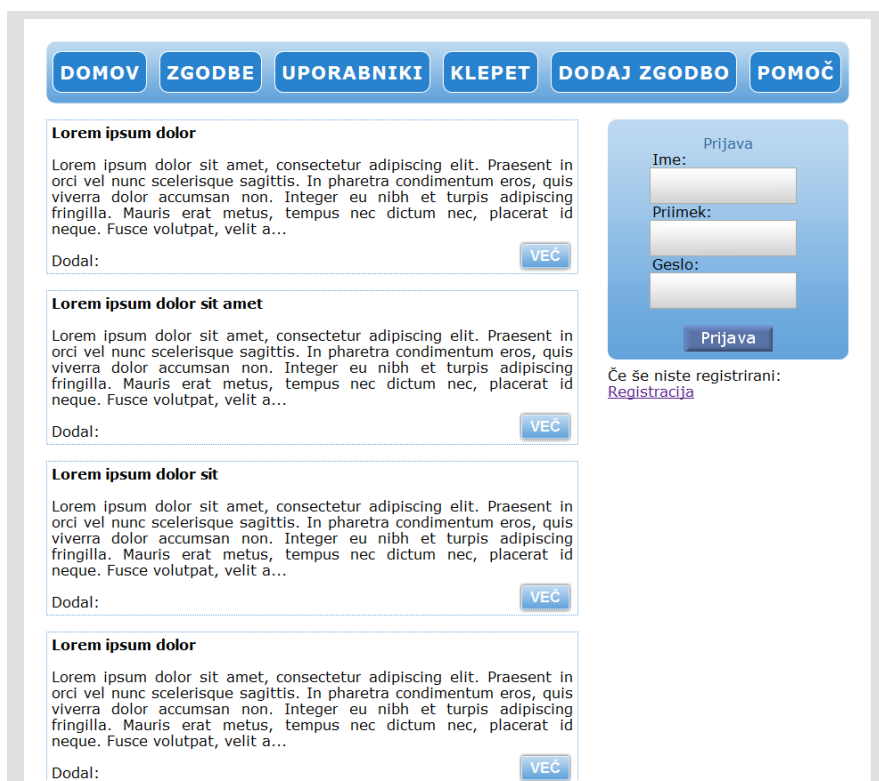 DOMOV ZGODBE UPORABNIKI KLEPET DODAJ ZGODBO POMOČ
Lorem ipsum dolor
Lorem ipsum dolor sit amet, consectetur adipiscing elit. Praesent in
orci vel nunc scelerisque sagittis. In pharetra condimentum eros, quis
viverra dolor accumsan non. Integer eu nibh et turpis adipiscing
fringilla. Mauris erat metus, tempus nec dictum nec, placerat id
neque. Fusce volutpat, velit a...
Dodal:
VEČ
Lorem ipsum dolor sit amet
Lorem ipsum dolor sit amet, consectetur adipiscing elit. Praesent in
orci vel nunc scelerisque sagittis. In pharetra condimentum eros, quis
viverra dolor accumsan non. Integer eu nibh et turpis adipiscing
fringilla. Mauris erat metus, tempus nec dictum nec, placerat id
neque. Fusce volutpat, velit a...
Dodal:
VEČ
Lorem ipsum dolor sit
Lorem ipsum dolor sit amet, consectetur adipiscing elit. Praesent in
orci vel nunc scelerisque sagittis. In pharetra condimentum eros, quis
viverra dolor accumsan non. Integer eu nibh et turpis adipiscing
fringilla. Mauris erat metus, tempus nec dictum nec, placerat id
neque. Fusce volutpat, velit a...
Dodal:
VEČ
Lorem ipsum dolor
Lorem ipsum dolor sit amet, consectetur adipiscing elit. Praesent in
orci vel nunc scelerisque sagittis. In pharetra condimentum eros, quis
viverra dolor accumsan non. Integer eu nibh et turpis adipiscing
fringilla. Mauris erat metus, tempus nec dictum nec, placerat id
neque. Fusce volutpat, velit a...
Dodal:
VEČ
Prijava
Ime:
Priimek:
Geslo:
Prijava
Če še niste registrirani:
Registracija